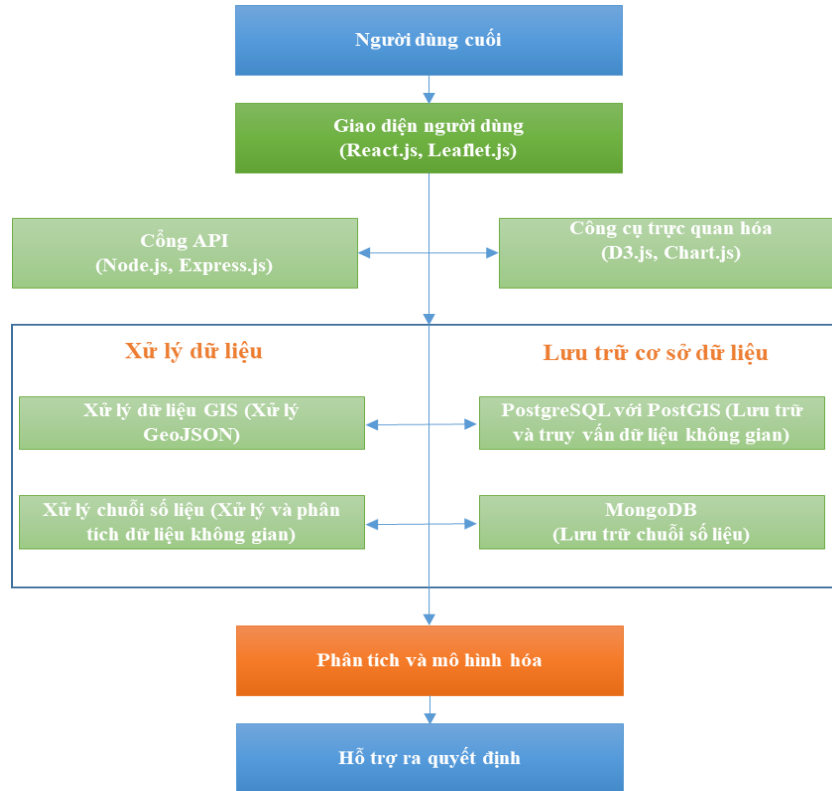 Người dùng cuối
Giao diện người dùng
(React.js, Leaflet.js)
Cổng API
(Node.js, Express.js)
Công cụ trực quan hóa
(D3.js, Chart.js)
Xử lý dữ liệu
Lưu trữ cơ sở dữ liệu
Xử lý dữ liệu GIS (Xử lý
GeoJSON)
PostgreSQL với PostGIS (Lưu trữ
và truy vấn dữ liệu không gian)
Xử lý chuỗi số liệu (Xử lý và phân
tích dữ liệu không gian)
MongoDB
(Lưu trữ chuỗi số liệu)
Phân tích và mô hình hóa
Hỗ trợ ra quyết định